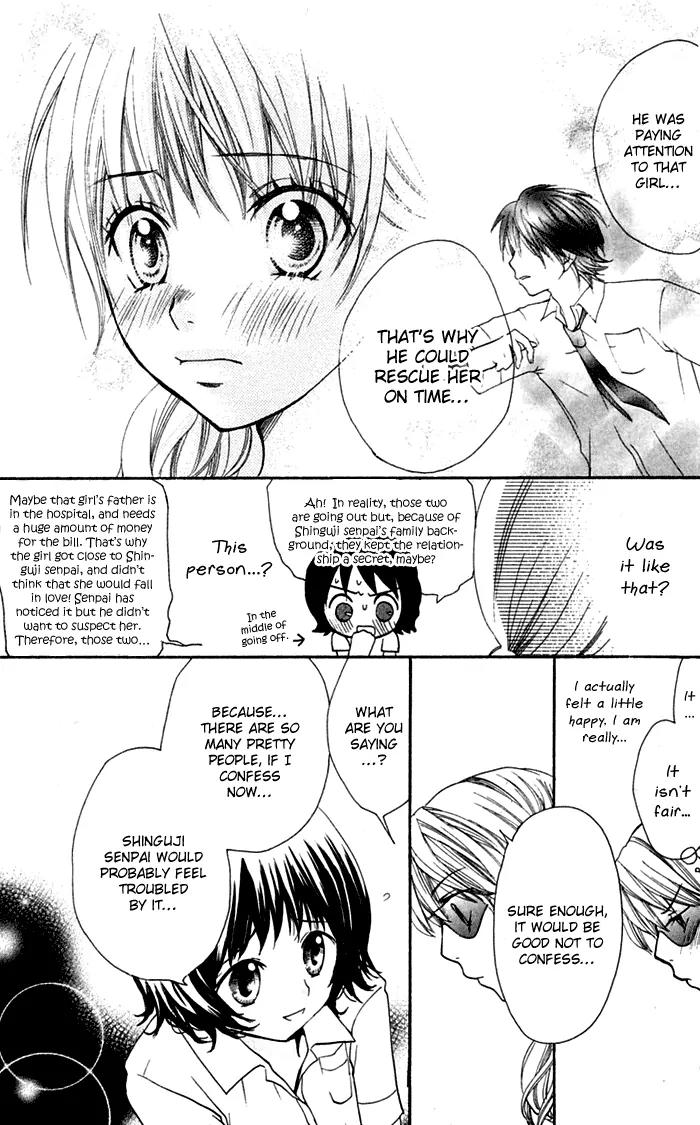 HE WAS
PAYING
ATTENTION
TO THAT
GIRL...
THAT'S WHY
HE COULD
RESCUE HER
ON TIME...
Was
it like
that?
Ah! In reality, those two
are going out but, because of
Shinguji senpai's family back-
ground, they kept the relation-
ship a secret, maybe?
In the
middle of
going off.
This
person...?
Maybe that girl's father is
in the hospital, and needs
a huge amount of money
for the bill. That's why
the girl got close to Shin-
guji senpai, and didn't
think that she would fall
in love! Senpai has
noticed it but he didn't
want to suspect her.
Therefore, those two...
It
...
It
isn't
fair...
I actually
felt a little
happy. I am
really...
SURE ENOUGH,
IT WOULD BE
GOOD NOT TO
CONFESS...
WHAT
ARE YOU
SAYING
...?
BECAUSE...
THERE ARE SO
MANY PRETTY
PEOPLE, IF I
CONFESS
NOW...
SHINGUJI
SENPAI WOULD
PROBABLY FEEL
TROUBLED
BY IT...